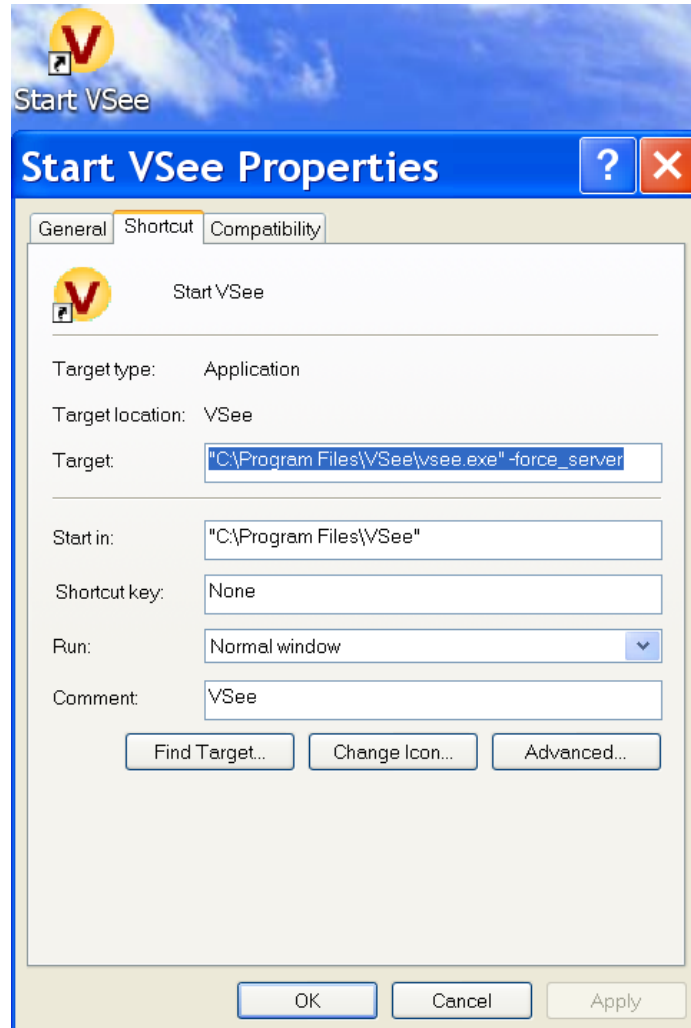 V
Start VSee
Start VSee Properties
?
General Shortcut Compatibility
V
Start VSee
Target type: Application
Target location: VSee
Target: "C:\Program Files\VSee\vsee.exe" -force_server
Start in: "C:\Program Files\VSee"
Shortcut key: None
Run: Normal window
Comment: VSee
Find Target... Change Icon... Advanced...
OK Cancel Apply